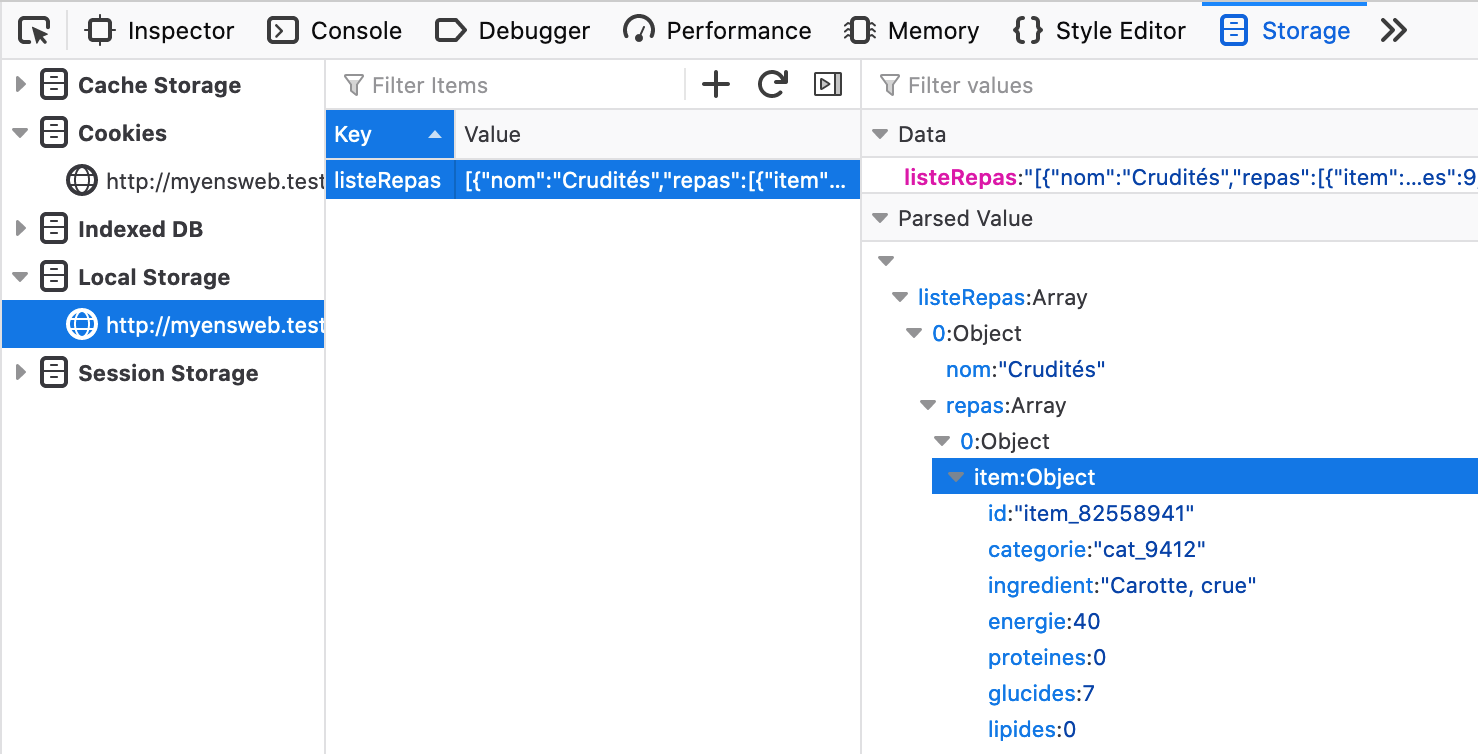 Inspector Console Debugger Performance Memory Style Editor Storage
Cache Storage
Cookies
http://myensweb.test
Indexed DB
Local Storage
http://myensweb.test
Session Storage
Filter Items
Key Value
listeRepas [{"nom":"Crudités","repas":[{"item"...
Filter values
Data
listeRepas:"[{"nom":"Crudités","repas":[{"item":...es":9
Parsed Value
listeRepas:Array
0:Object
nom:"Crudités"
repas:Array
0:Object
item:Object
id:"item_82558941"
categorie:"cat_9412"
ingredient:"Carotte, crue"
energie:40
proteines:0
glucides:7
lipides:0